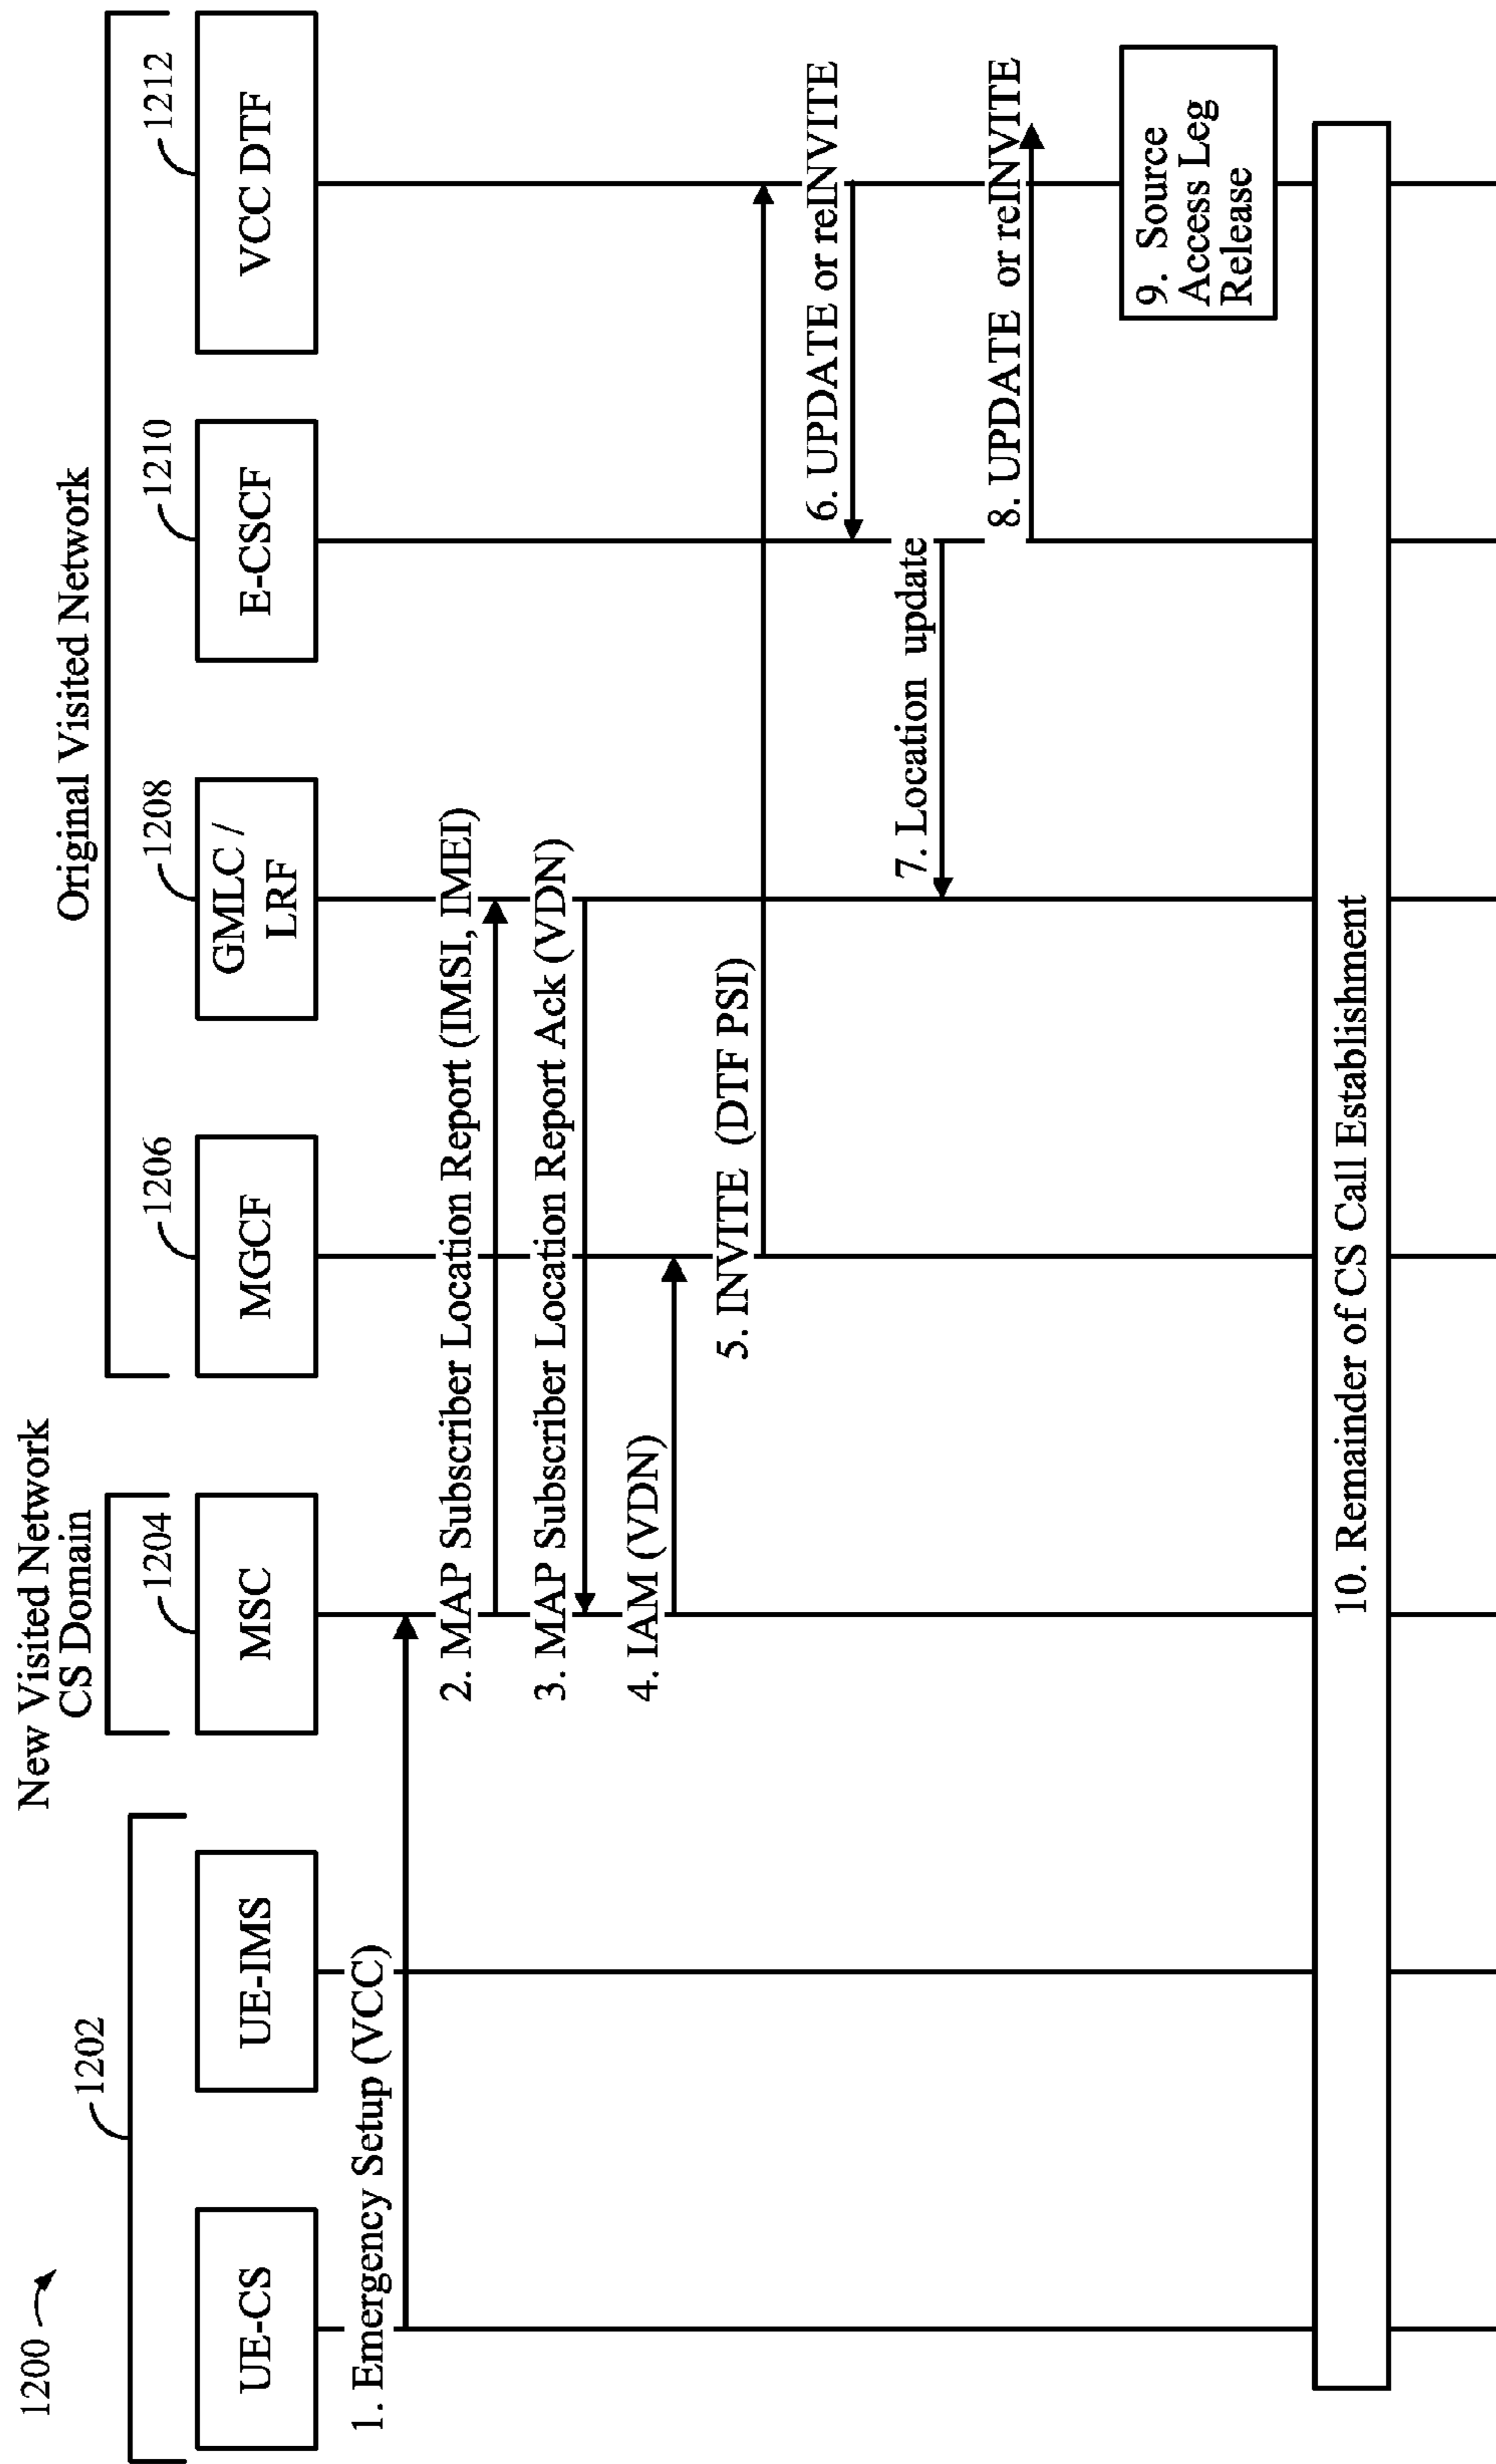 1200
1202
New Visited Network
CS Domain
Original Visited Network
1204
1206
1208
1210
1212
UE-CS
UE-IMS
MSC
MGCF
GMLC /
LRF
E-CSCF
VCC DTF
1. Emergency Setup (VCC)
2. MAP Subscriber Location Report (IMSI, IMEI)
3. MAP Subscriber Location Report Ack (VDN)
4. IAM (VDN)
5. INVITE (DTF PSI)
6. UPDATE or reINVITE
7. Location update
8. UPDATE or reINVITE
9. Source
Access Leg
Release
10. Remainder of CS Call Establishment